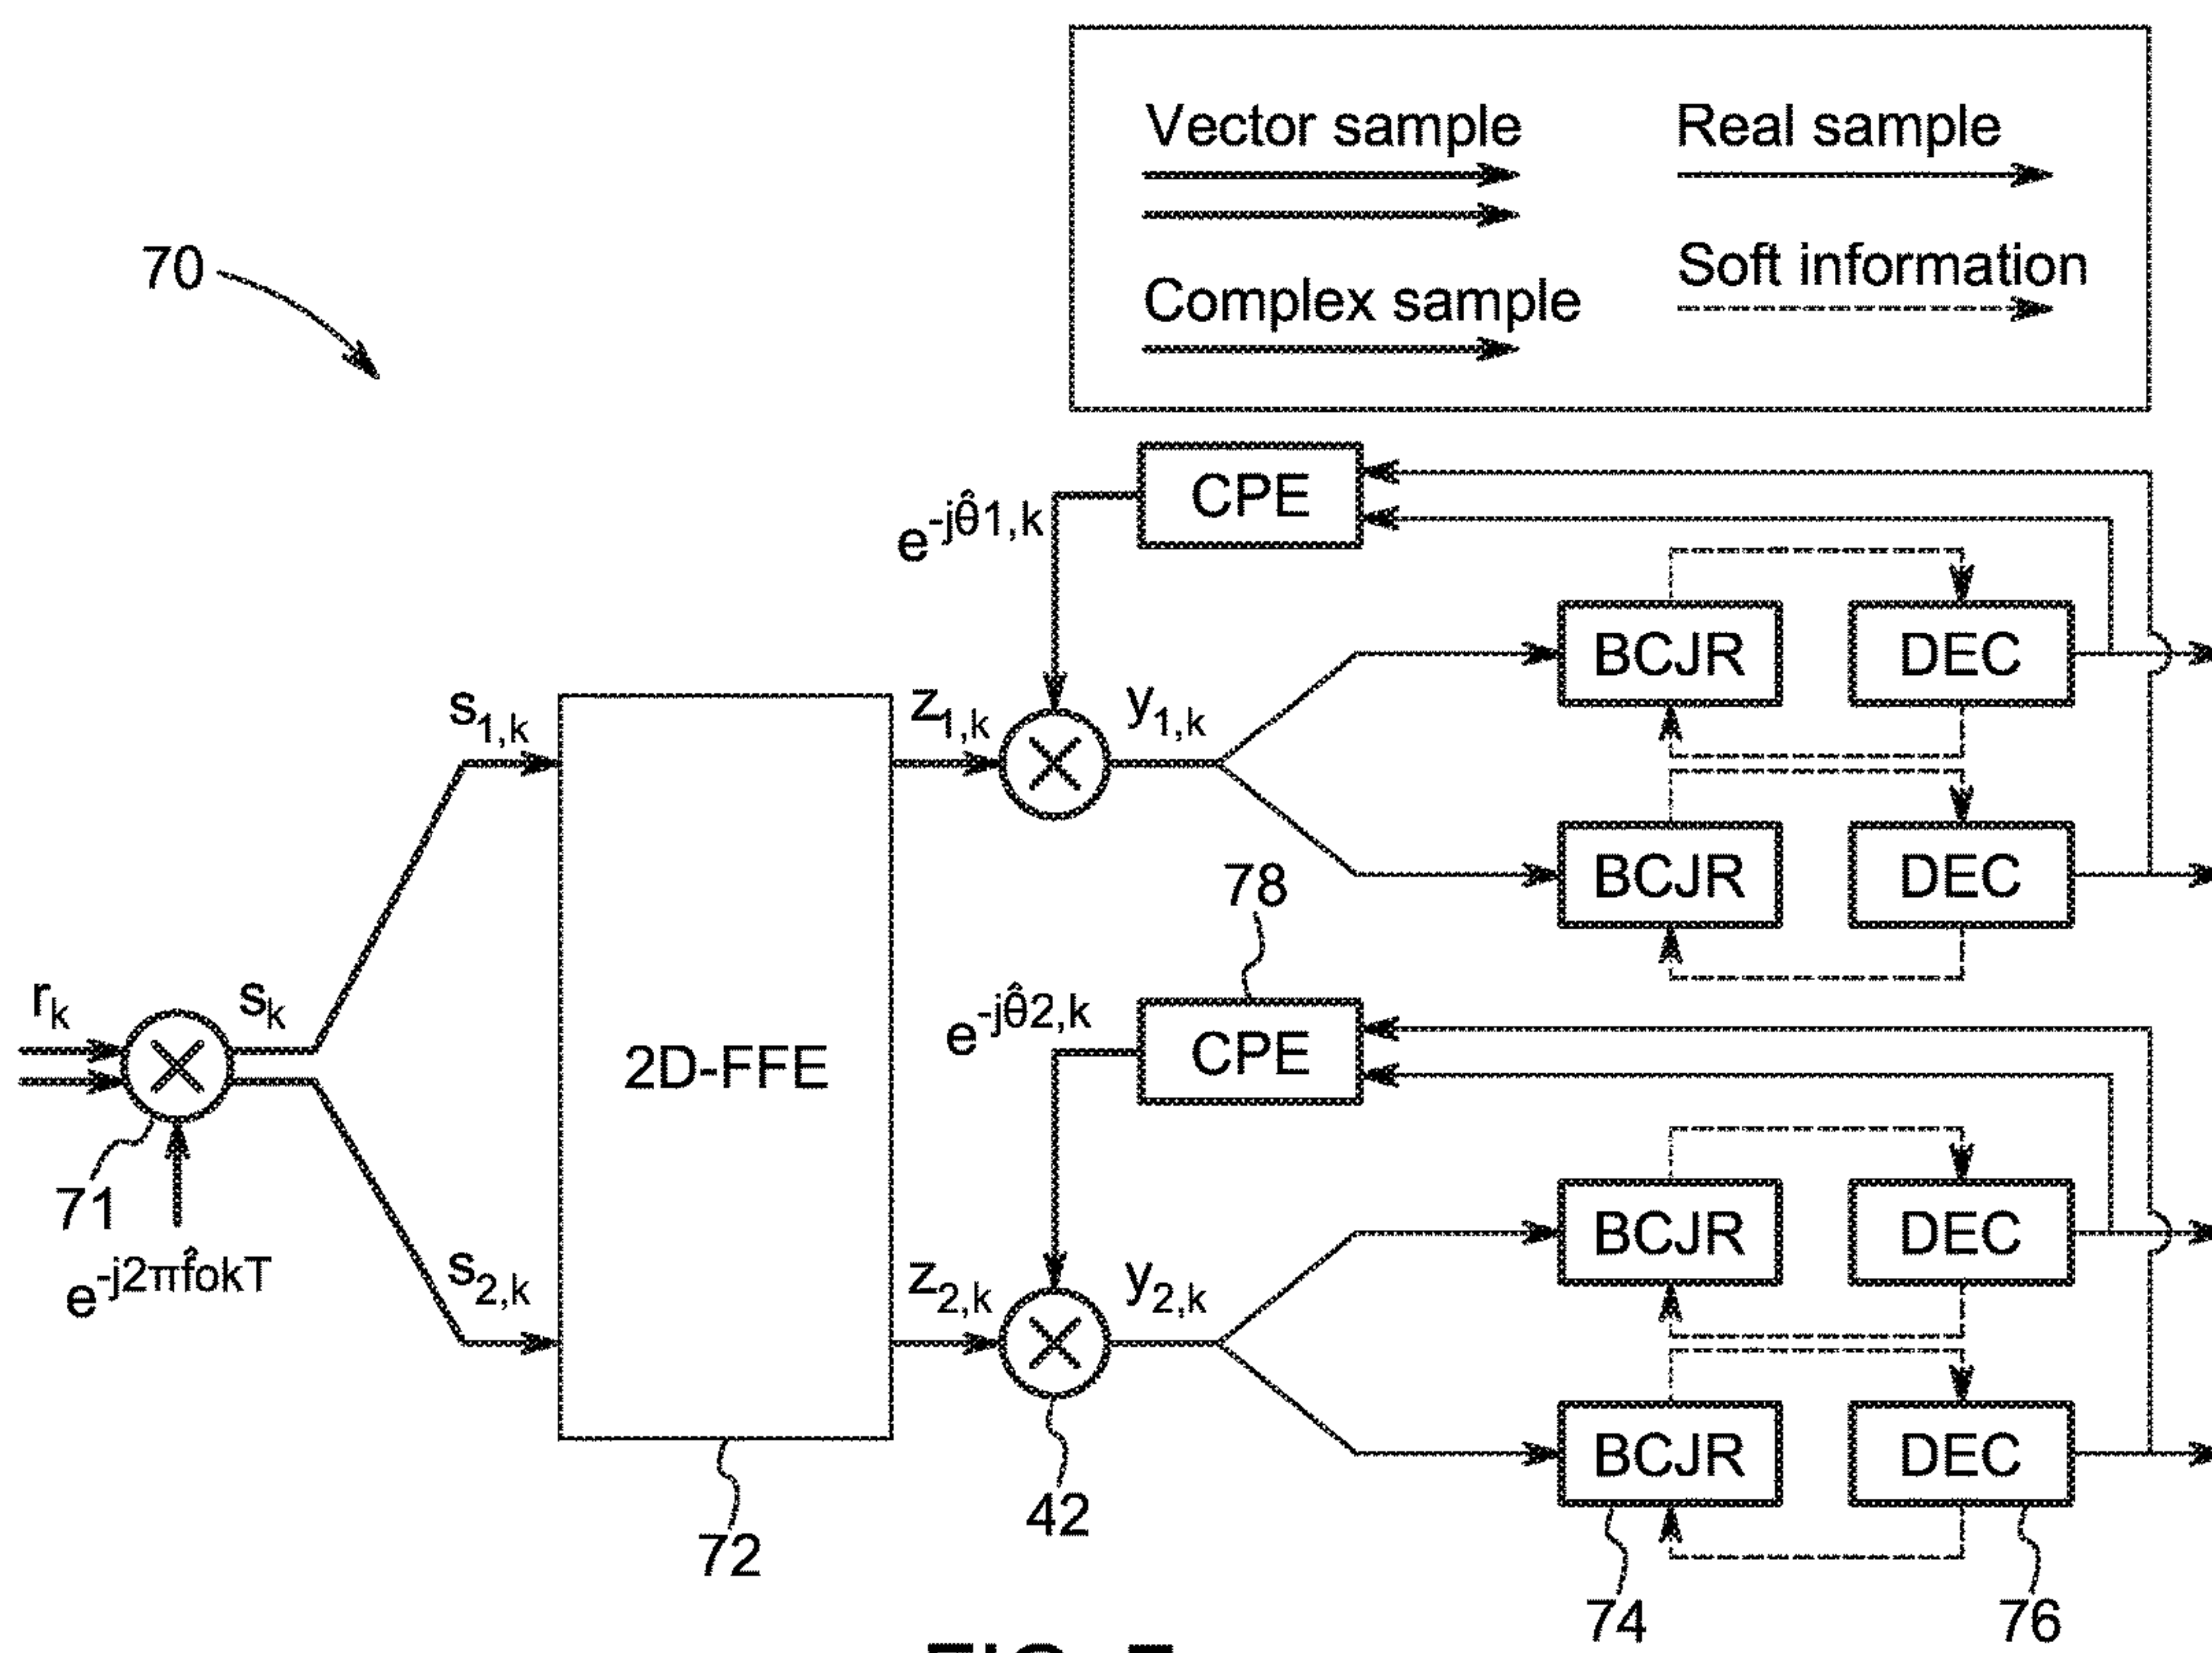 Vector sample
Real sample
Complex sample
Soft information
70
CPE
e^-jθ̂1,k
BCJR
DEC
s1,k
z1,k
y1,k
BCJR
DEC
78
rk
sk
2D-FFE
e^-jθ̂2,k
CPE
71
e^-j2πf̂okT
BCJR
DEC
s2,k
z2,k
y2,k
BCJR
DEC
42
72
74
76